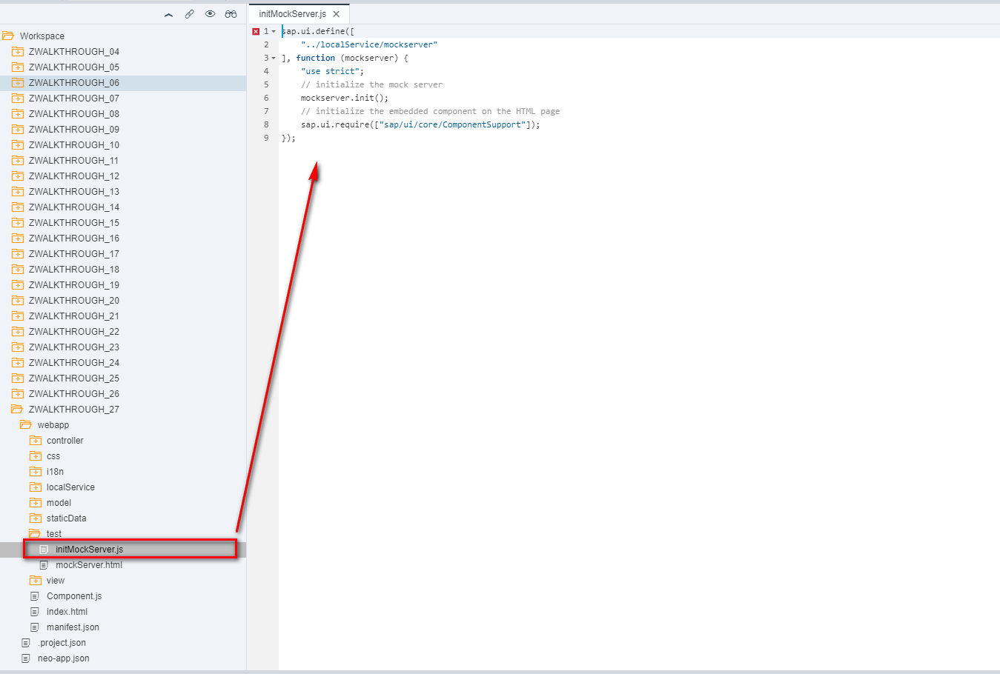 initMockServer.js
Workspace
ZWALKTHROUGH_04
ZWALKTHROUGH_05
ZWALKTHROUGH_06
ZWALKTHROUGH_07
ZWALKTHROUGH_08
ZWALKTHROUGH_09
ZWALKTHROUGH_10
ZWALKTHROUGH_11
ZWALKTHROUGH_12
ZWALKTHROUGH_13
ZWALKTHROUGH_14
ZWALKTHROUGH_15
ZWALKTHROUGH_16
ZWALKTHROUGH_17
ZWALKTHROUGH_18
ZWALKTHROUGH_19
ZWALKTHROUGH_20
ZWALKTHROUGH_21
ZWALKTHROUGH_22
ZWALKTHROUGH_23
ZWALKTHROUGH_24
ZWALKTHROUGH_25
ZWALKTHROUGH_26
ZWALKTHROUGH_27
webapp
controller
css
i18n
localService
model
staticData
test
initMockServer.js
mockServer.html
view
Component.js
index.html
manifest.json
.project.json
neo-app.json
1 sap.ui.define([
2 "../localService/mockserver"
3 ], function (mockserver) {
4 "use strict";
5 // initialize the mock server
6 mockserver.init();
7 // initialize the embedded component on the HTML page
8 sap.ui.require(["sap/ui/core/ComponentSupport"]);
9 });